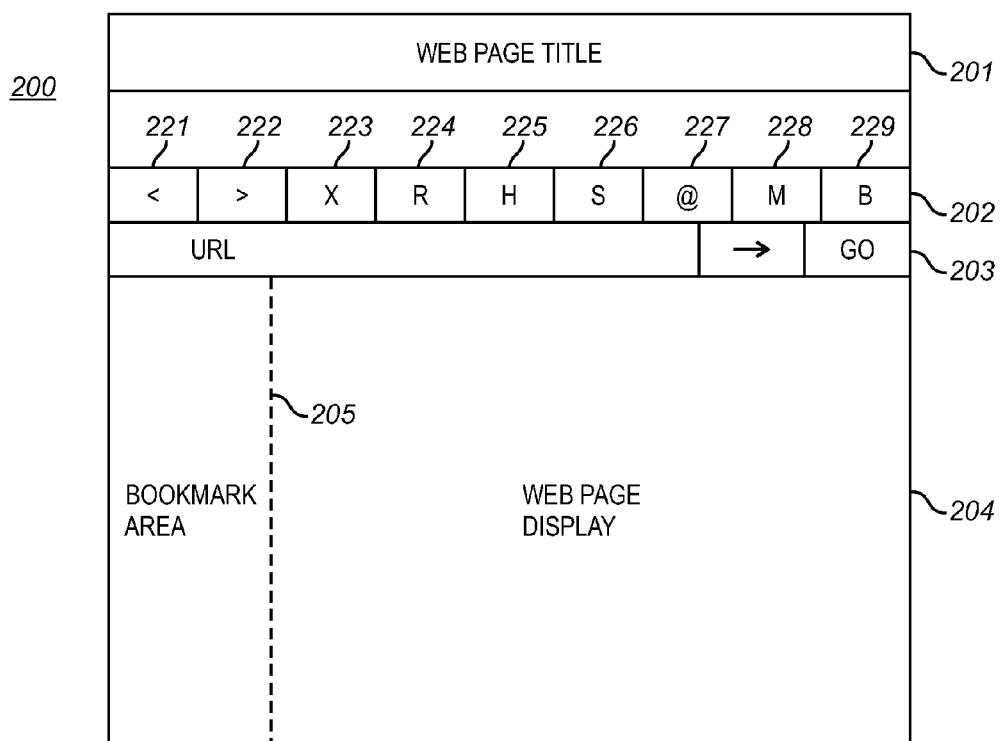 WEB PAGE TITLE
201
200
221 222 223 224 225 226 227 228 229
< > X R H S @ M B
202
URL → GO
203
205
BOOKMARK
AREA
WEB PAGE
DISPLAY
204